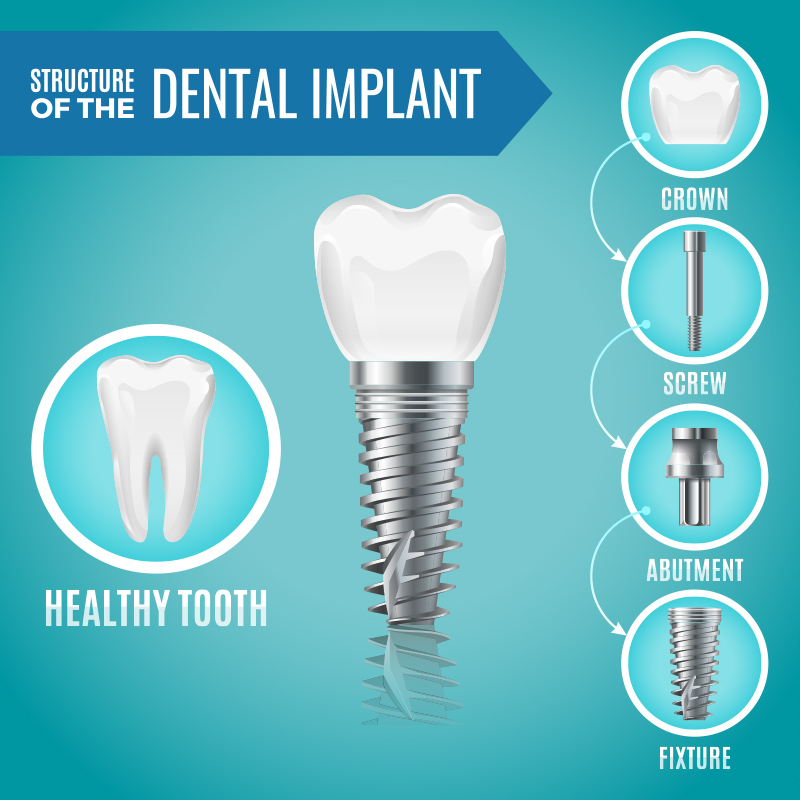 STRUCTURE
OF THE
DENTAL IMPLANT
CROWN
SCREW
ABUTMENT
FIXTURE
HEALTHY TOOTH